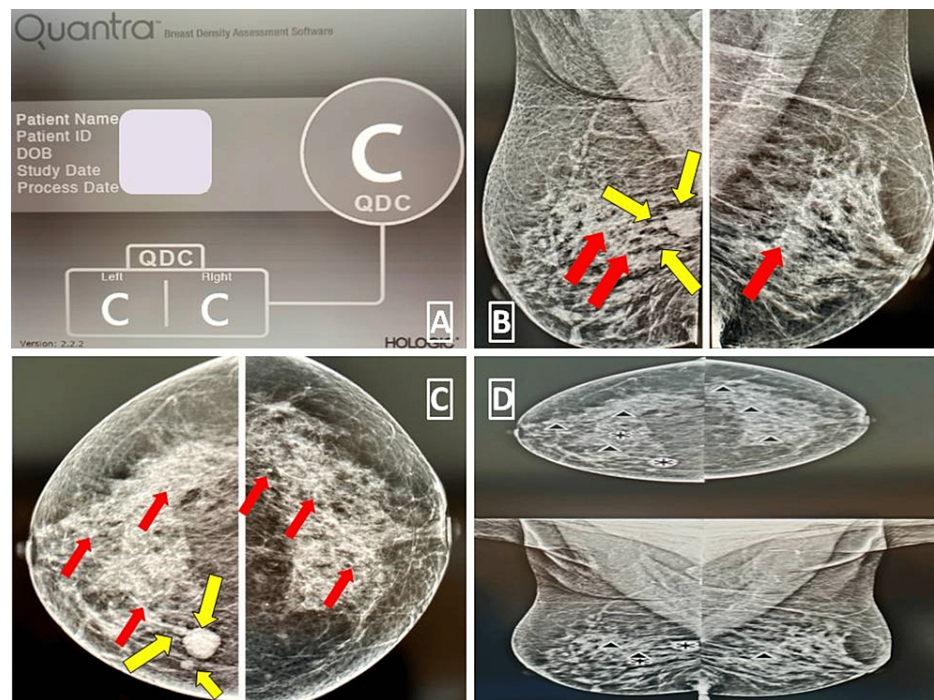 Quantra™ Breast Density Assessment Software
Patient Name
Patient ID
DOB
Study Date
Process Date
C
QDC
QDC
Left Right
C C
Version: 2.2.2
HOLOGIC™
A
B
C
D